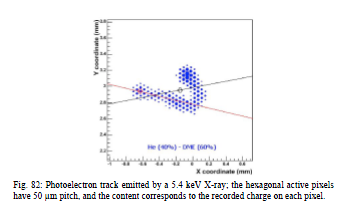 Y coordinate (mm)
He (40%) - DME (60%)
X coordinate (mm)
Fig. 82: Photoelectron track emitted by a 5.4 keV X-ray; the hexagonal active pixels
have 50 μm pitch, and the content corresponds to the recorded charge on each pixel.